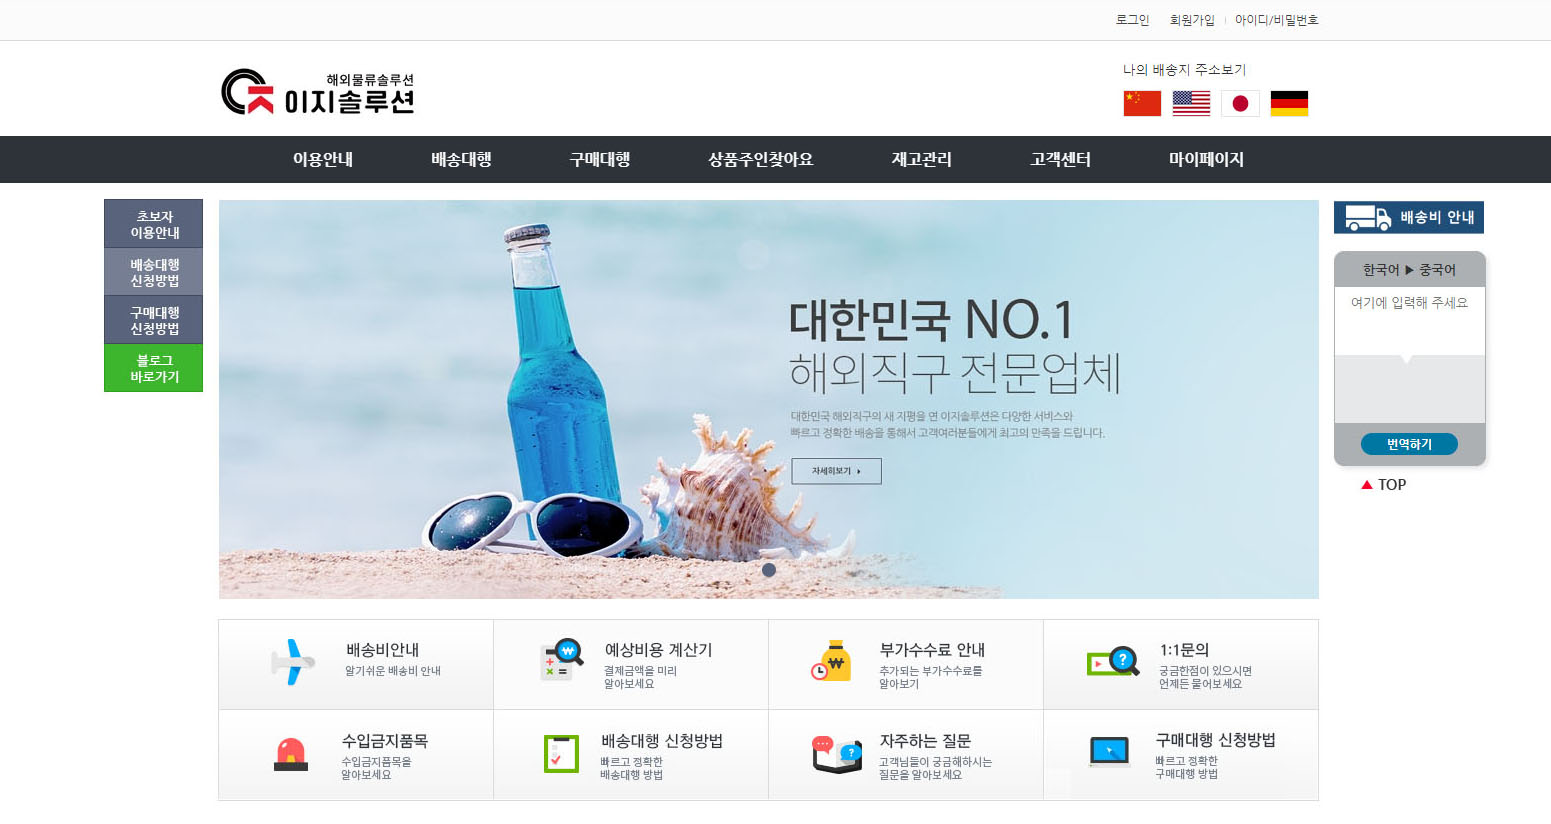 로그인 회원가입 아이디/비밀번호
해외물류솔루션
이지솔루션
나의 배송지 주소보기
이용안내 배송대행 구매대행 상품주인찾아요 재고관리 고객센터 마이페이지
초보자
이용안내
배송대행
신청방법
구매대행
신청방법
블로그
바로가기
대한민국 NO.1
해외직구 전문업체
대한민국 해외직구의 새 지평을 연 이지솔루션은 다양한 서비스와
빠르고 정확한 배송을 통해서 고객여러분들에게 최고의 만족을 드립니다.
자세히보기
배송비 안내
한국어 ▶ 중국어
여기에 입력해 주세요
번역하기
▲ TOP
배송비안내
알기쉬운 배송비 안내
예상비용 계산기
결제금액을 미리
알아보세요
부가수수료 안내
추가되는 부가수수료를
알아보기
1:1문의
궁금한점이 있으시면
언제든 물어보세요
수입금지품목
수입금지품목을
알아보세요
배송대행 신청방법
빠르고 정확한
배송대행 방법
자주하는 질문
고객님들이 궁금해하시는
질문을 알아보세요
구매대행 신청방법
빠르고 정확한
구매대행 방법